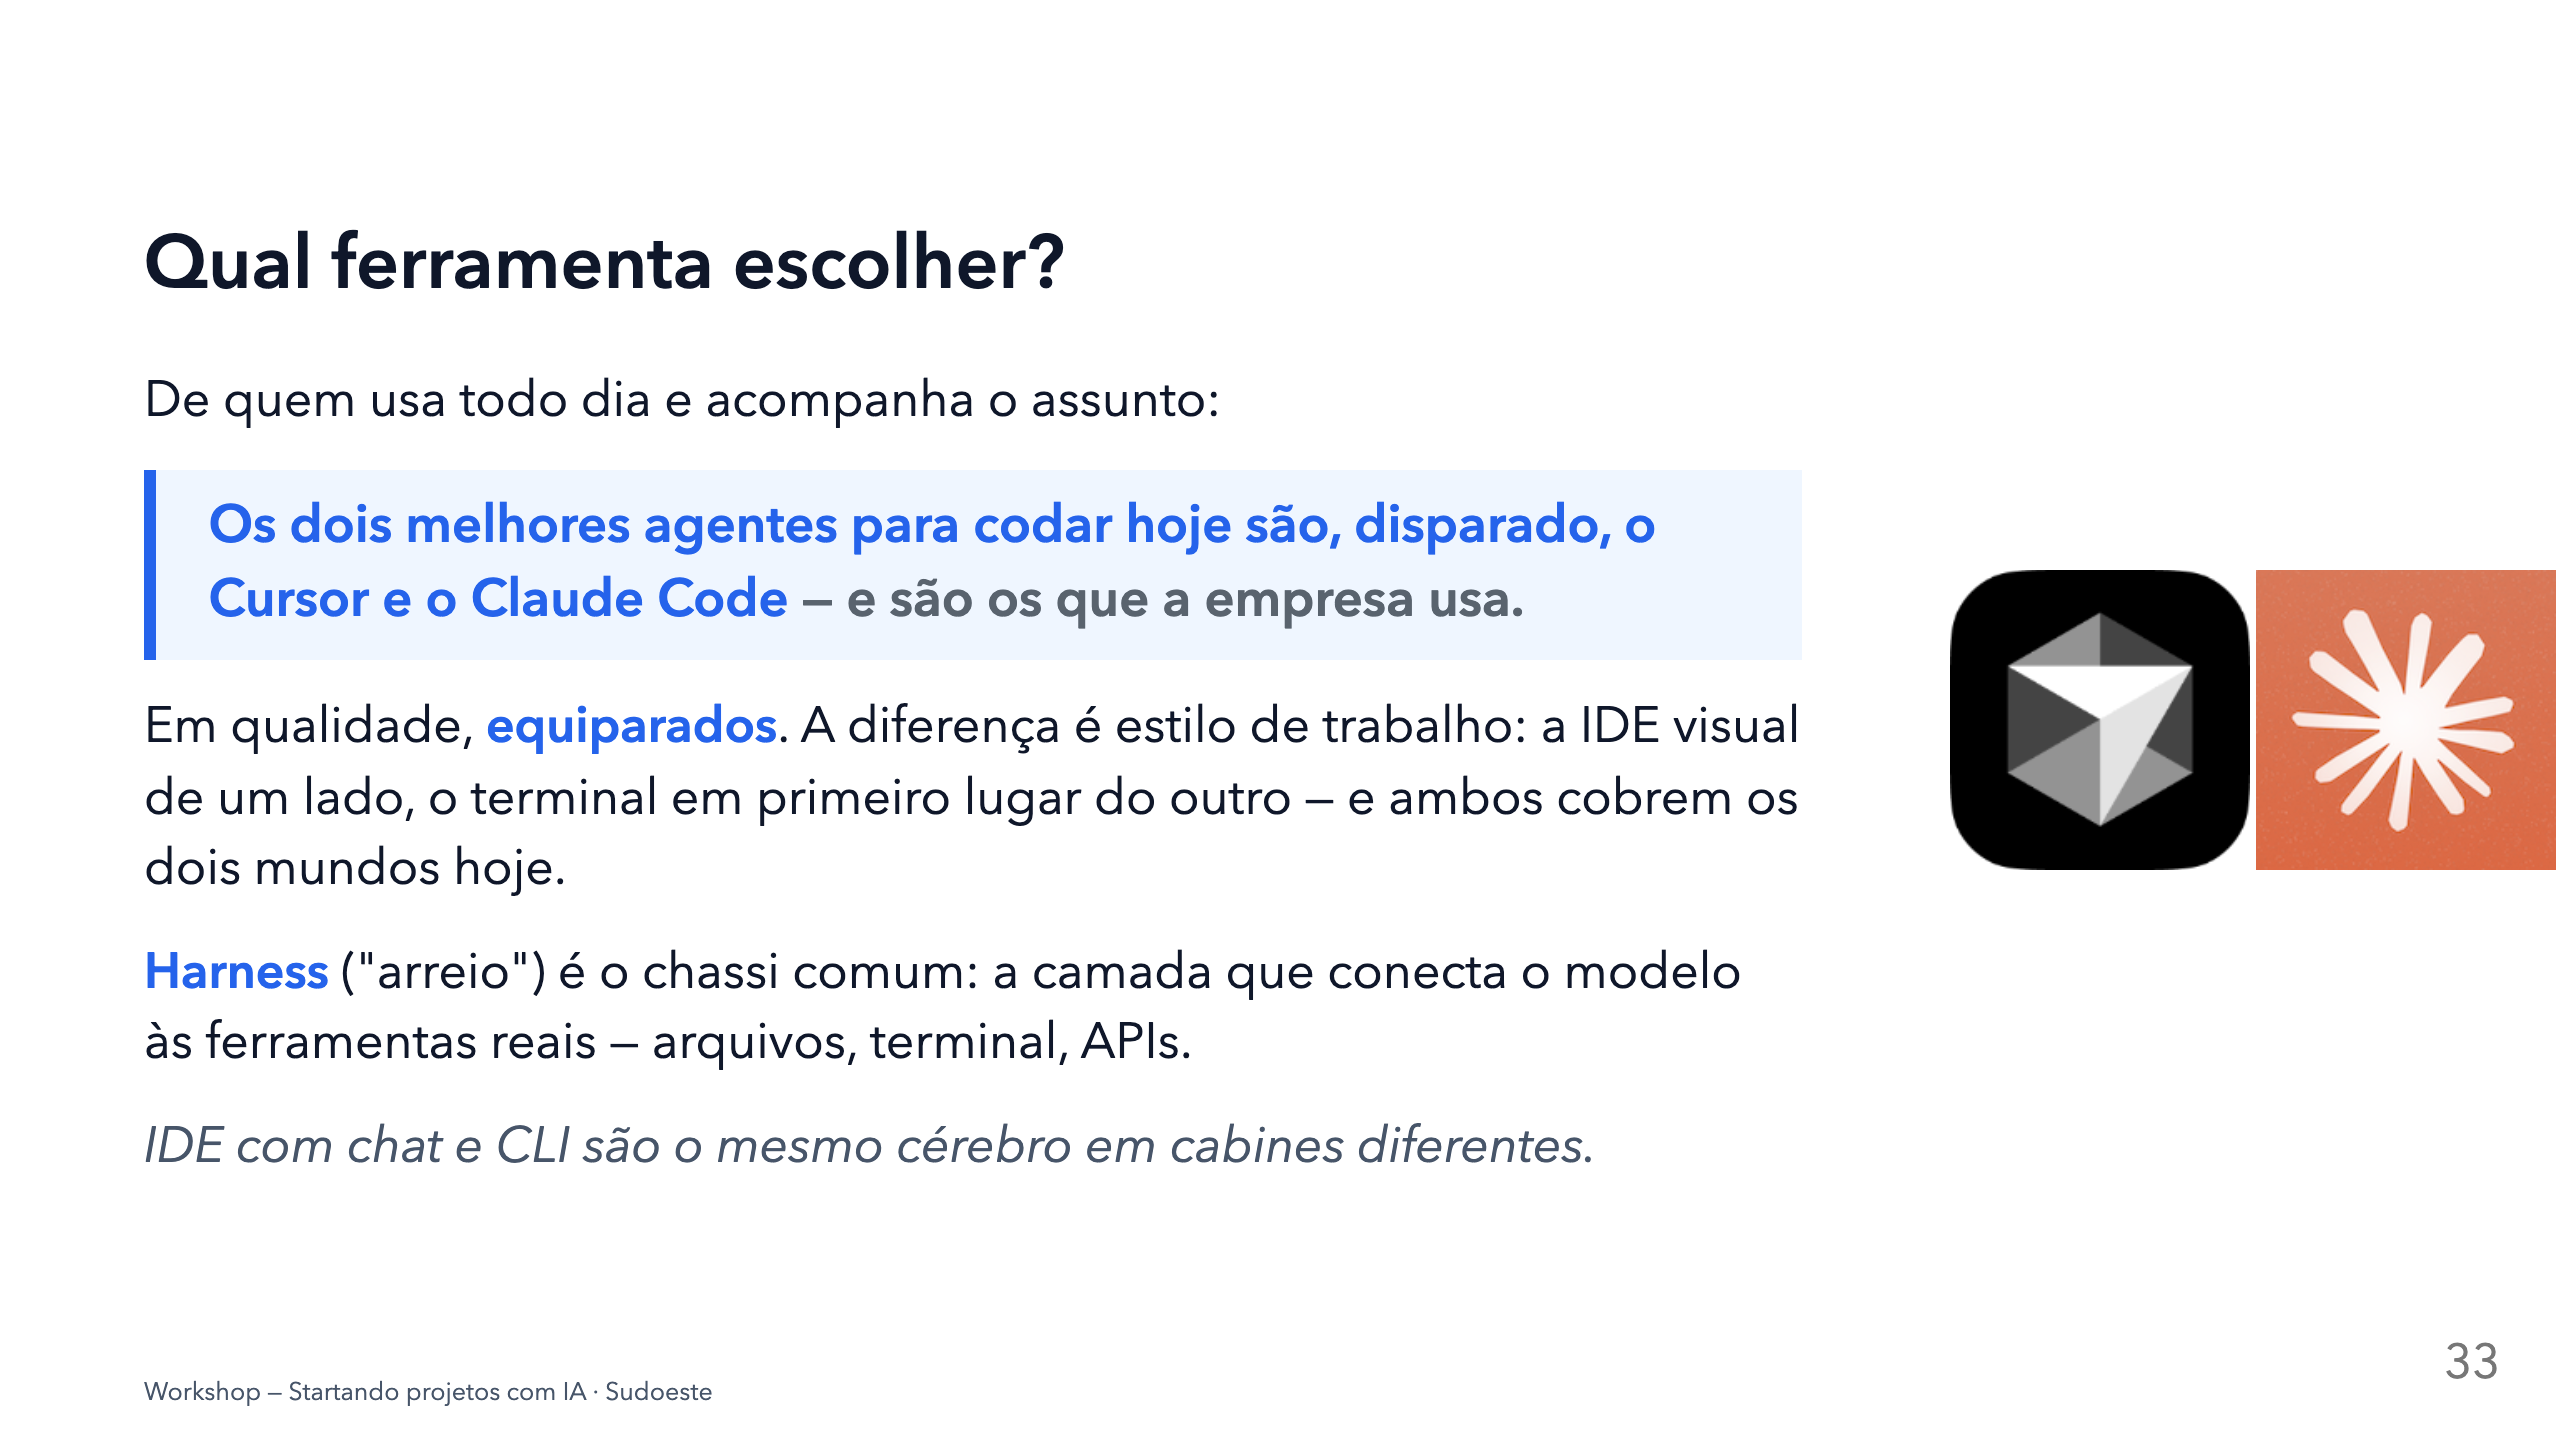 Qual ferramenta escolher?
De quem usa todo dia e acompanha o assunto:
Os dois melhores agentes para codar hoje são, disparado, o
Cursor e o Claude Code – e são os que a empresa usa.
Em qualidade, equiparados. A diferença é estilo de trabalho: a IDE visual
de um lado, o terminal em primeiro lugar do outro – e ambos cobrem os
dois mundos hoje.
Harness ("arreio") é o chassi comum: a camada que conecta o modelo
às ferramentas reais – arquivos, terminal, APIs.
IDE com chat e CLI são o mesmo cérebro em cabines diferentes.
Workshop – Startando projetos com IA · Sudoeste
33